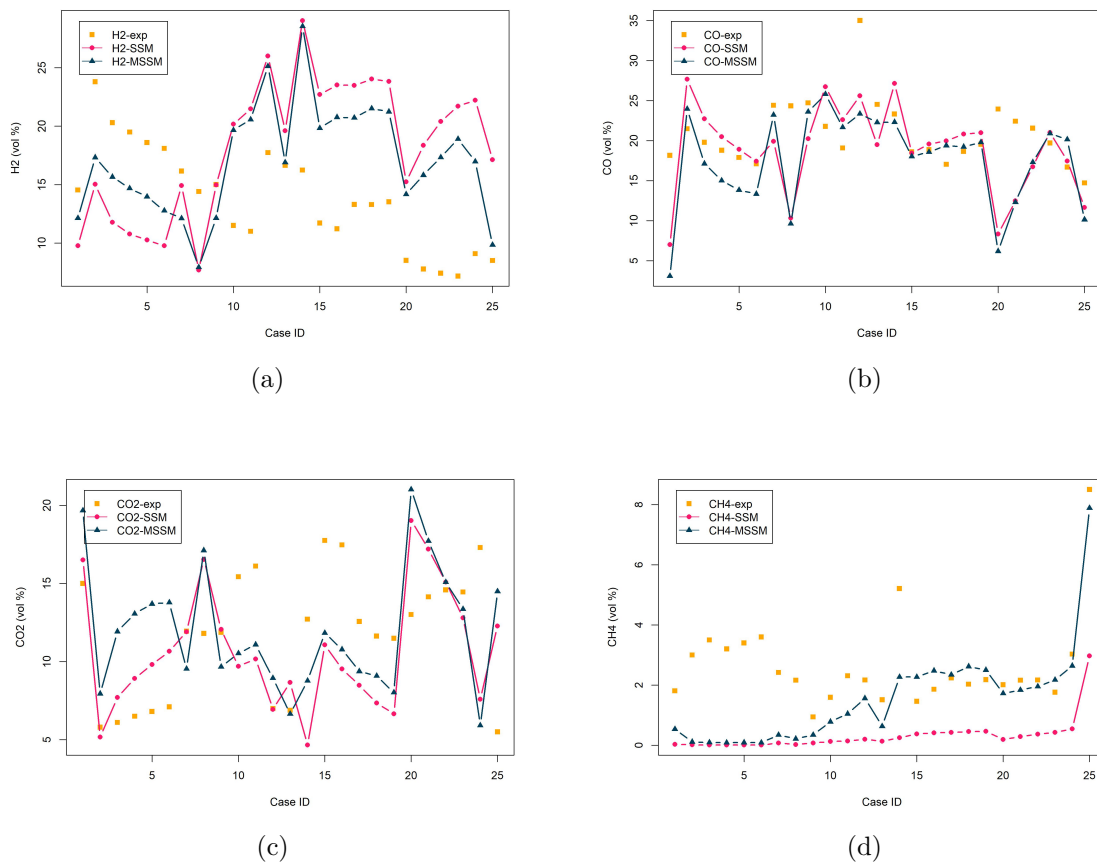 H2-exp
H2-SSM
H2-MSSM
H2 (vol %)
10
15
20
25
5
10
15
20
25
Case ID
(a)
CO-exp
CO-SSM
CO-MSSM
CO (vol %)
5
10
15
20
25
30
35
5
10
15
20
25
Case ID
(b)
CO2-exp
CO2-SSM
CO2-MSSM
CO2 (vol %)
5
10
15
20
5
10
15
20
25
Case ID
(c)
CH4-exp
CH4-SSM
CH4-MSSM
CH4 (vol %)
0
2
4
6
8
5
10
15
20
25
Case ID
(d)